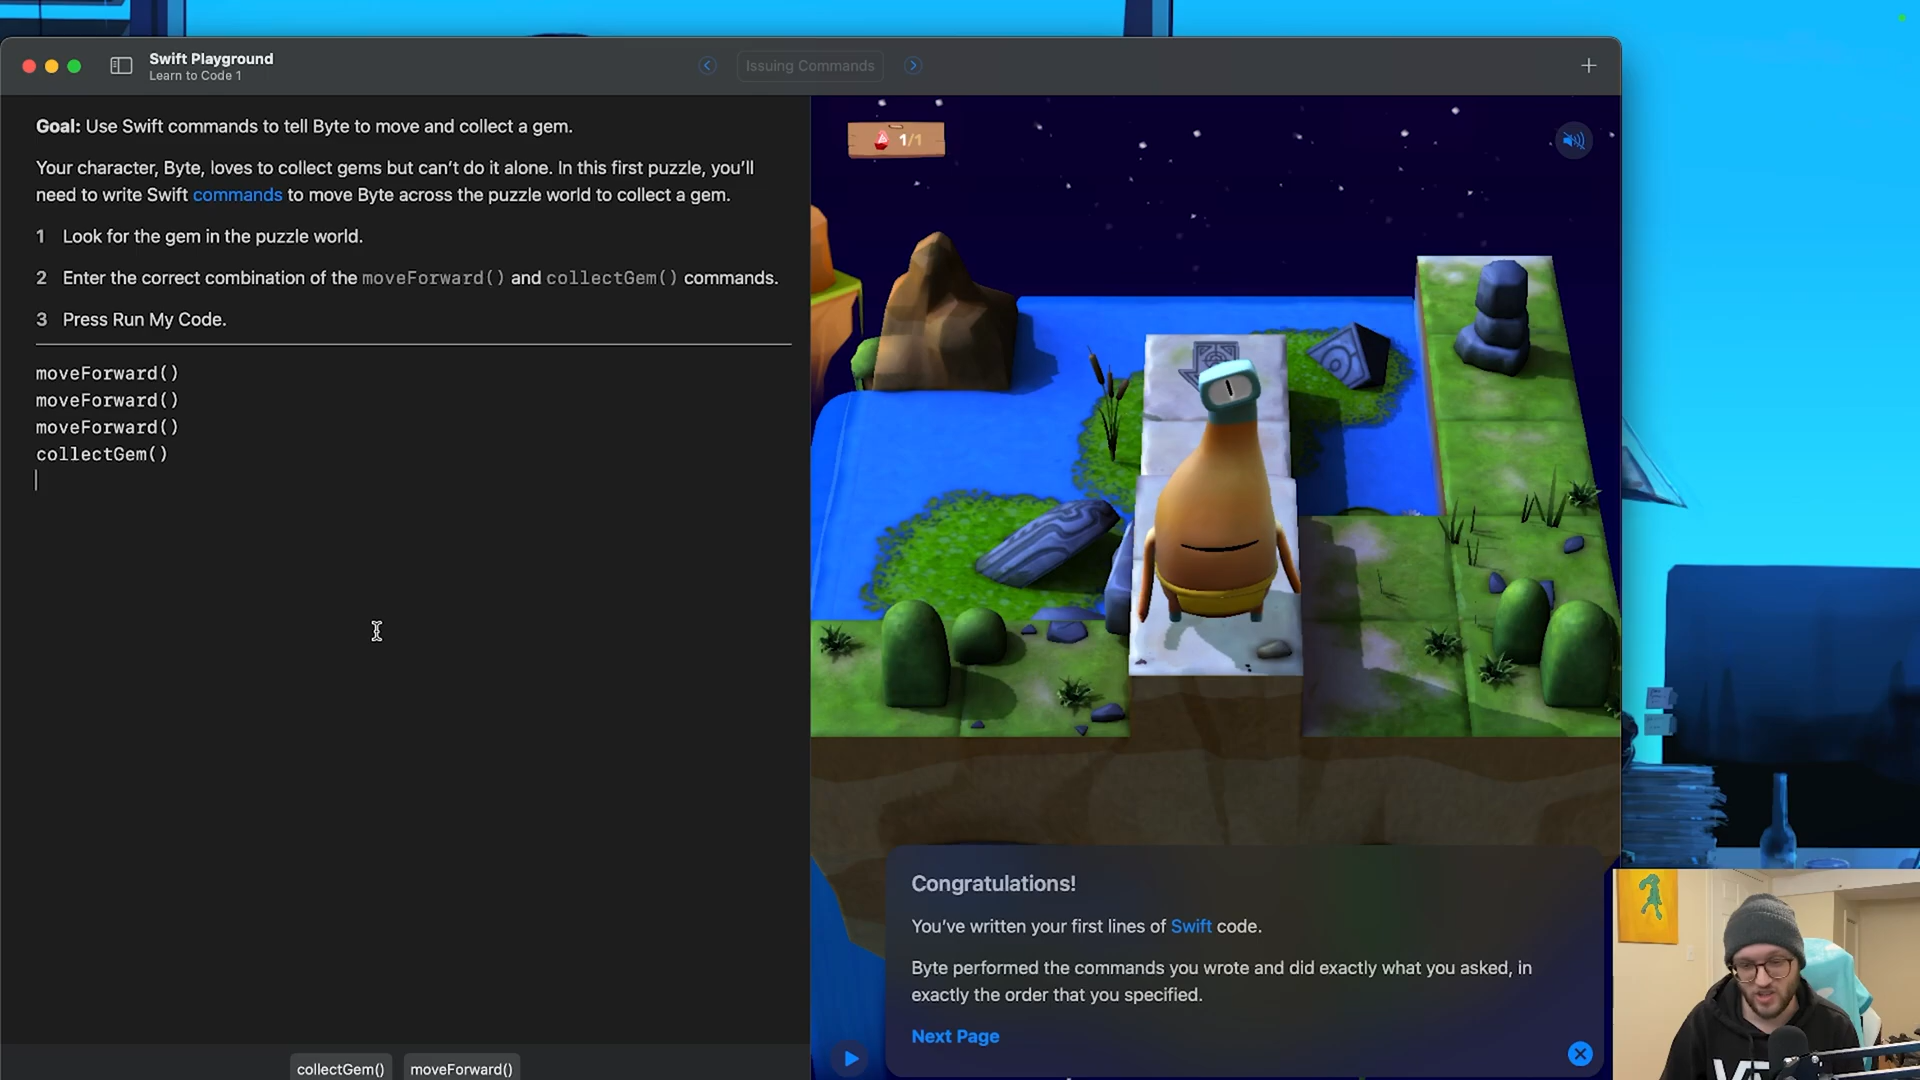 Swift Playground
Learn to Code 1
Issuing Commands
Goal: Use Swift commands to tell Byte to move and collect a gem.
Your character, Byte, loves to collect gems but can’t do it alone. In this first puzzle, you’ll
need to write Swift commands to move Byte across the puzzle world to collect a gem.
1 Look for the gem in the puzzle world.
2 Enter the correct combination of the moveForward() and collectGem() commands.
3 Press Run My Code.
moveForward()
moveForward()
moveForward()
collectGem()
collectGem()
moveForward()
1/1
Congratulations!
You’ve written your first lines of Swift code.
Byte performed the commands you wrote and did exactly what you asked, in
exactly the order that you specified.
Next Page